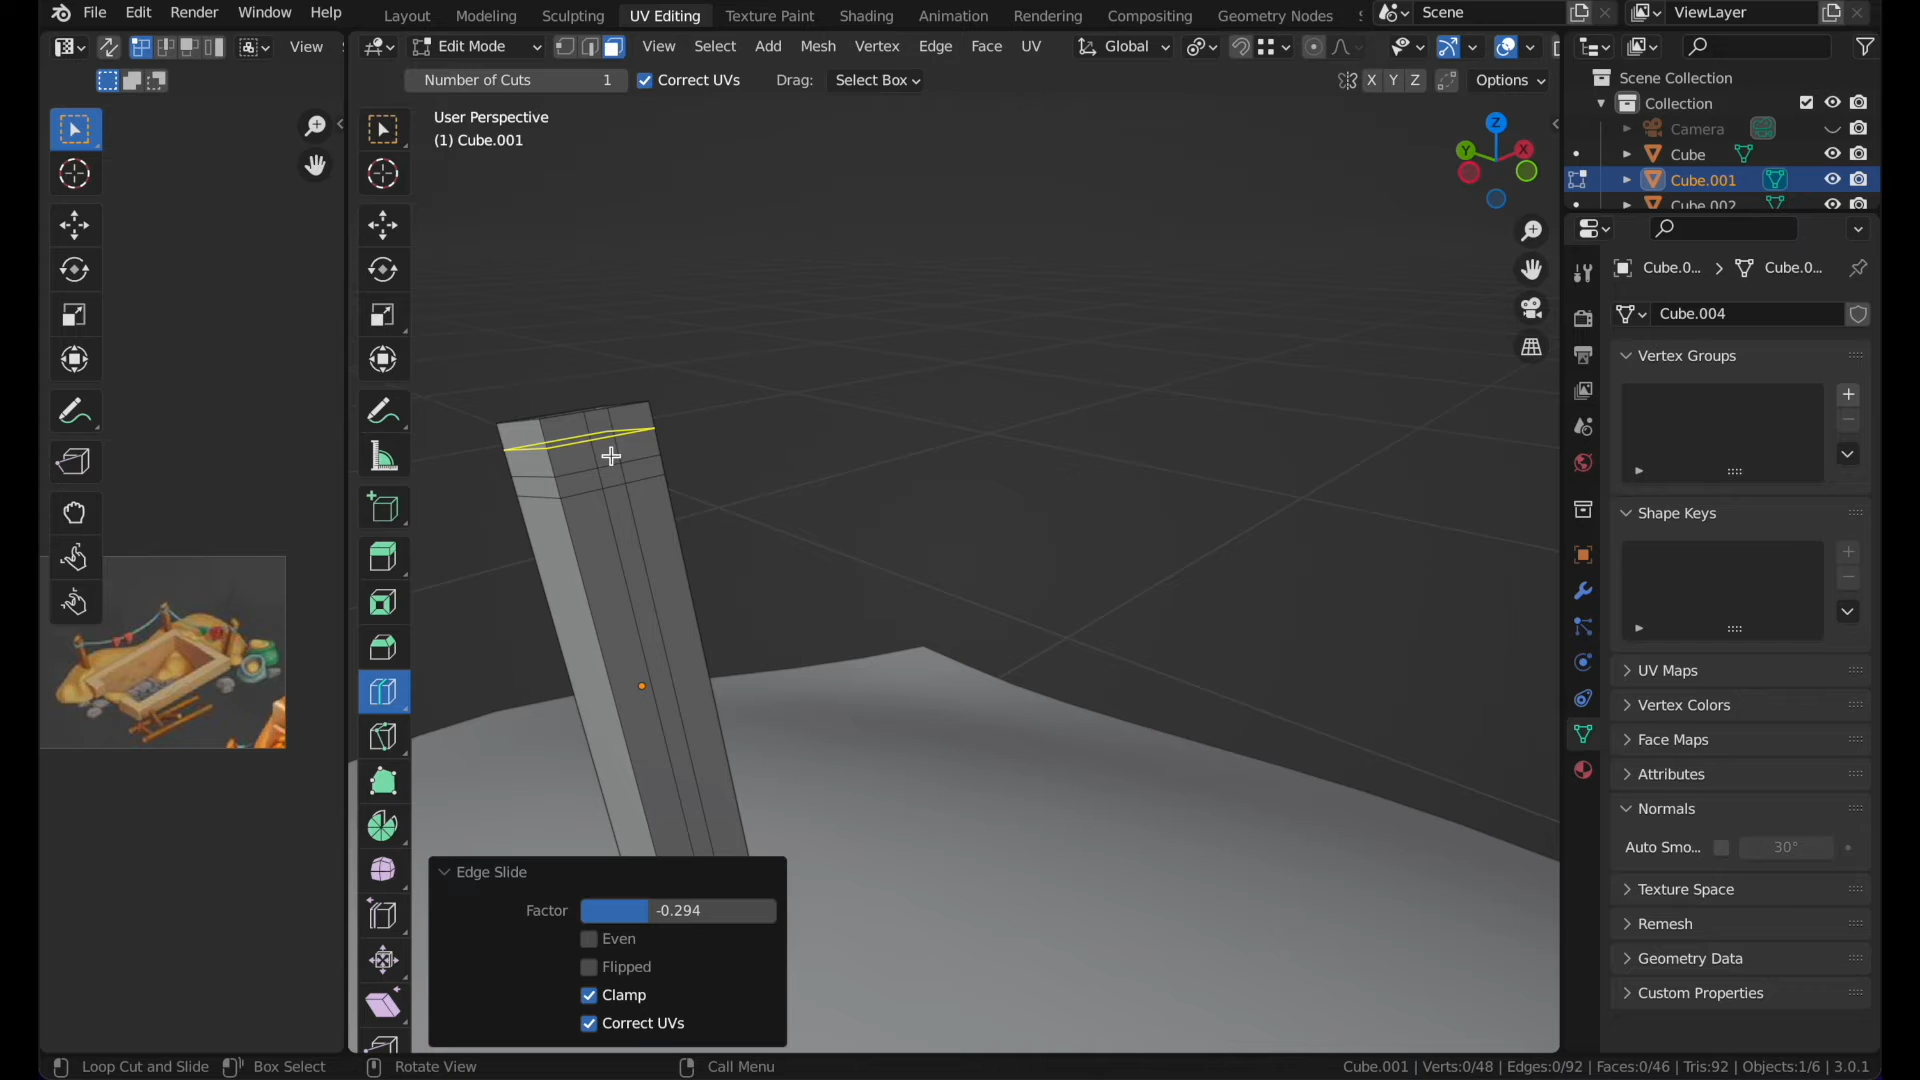 File Edit Render Window Help
Layout Modeling Sculpting UV Editing Texture Paint Shading Animation Rendering Compositing Geometry Nodes
Scene
ViewLayer
View
Edit Mode View Select Add Mesh Vertex Edge Face UV
Global
Number of Cuts 1
Correct UVs
Drag: Select Box
X Y Z
Options
User Perspective
(1) Cube.001
Z
Y
X
Scene Collection
Collection
Camera
Cube
Cube.001
Cube.002
Cube.0... > Cube.0...
Cube.004
Vertex Groups
Shape Keys
UV Maps
Vertex Colors
Face Maps
Attributes
Normals
Auto Smo... 30°
Texture Space
Remesh
Geometry Data
Custom Properties
Edge Slide
Factor -0.294
Even
Flipped
Clamp
Correct UVs
Loop Cut and Slide Box Select Rotate View Call Menu
Cube.001 | Verts:0/48 | Edges:0/92 | Faces:0/46 | Tris:92 | Objects:1/6 | 3.0.1